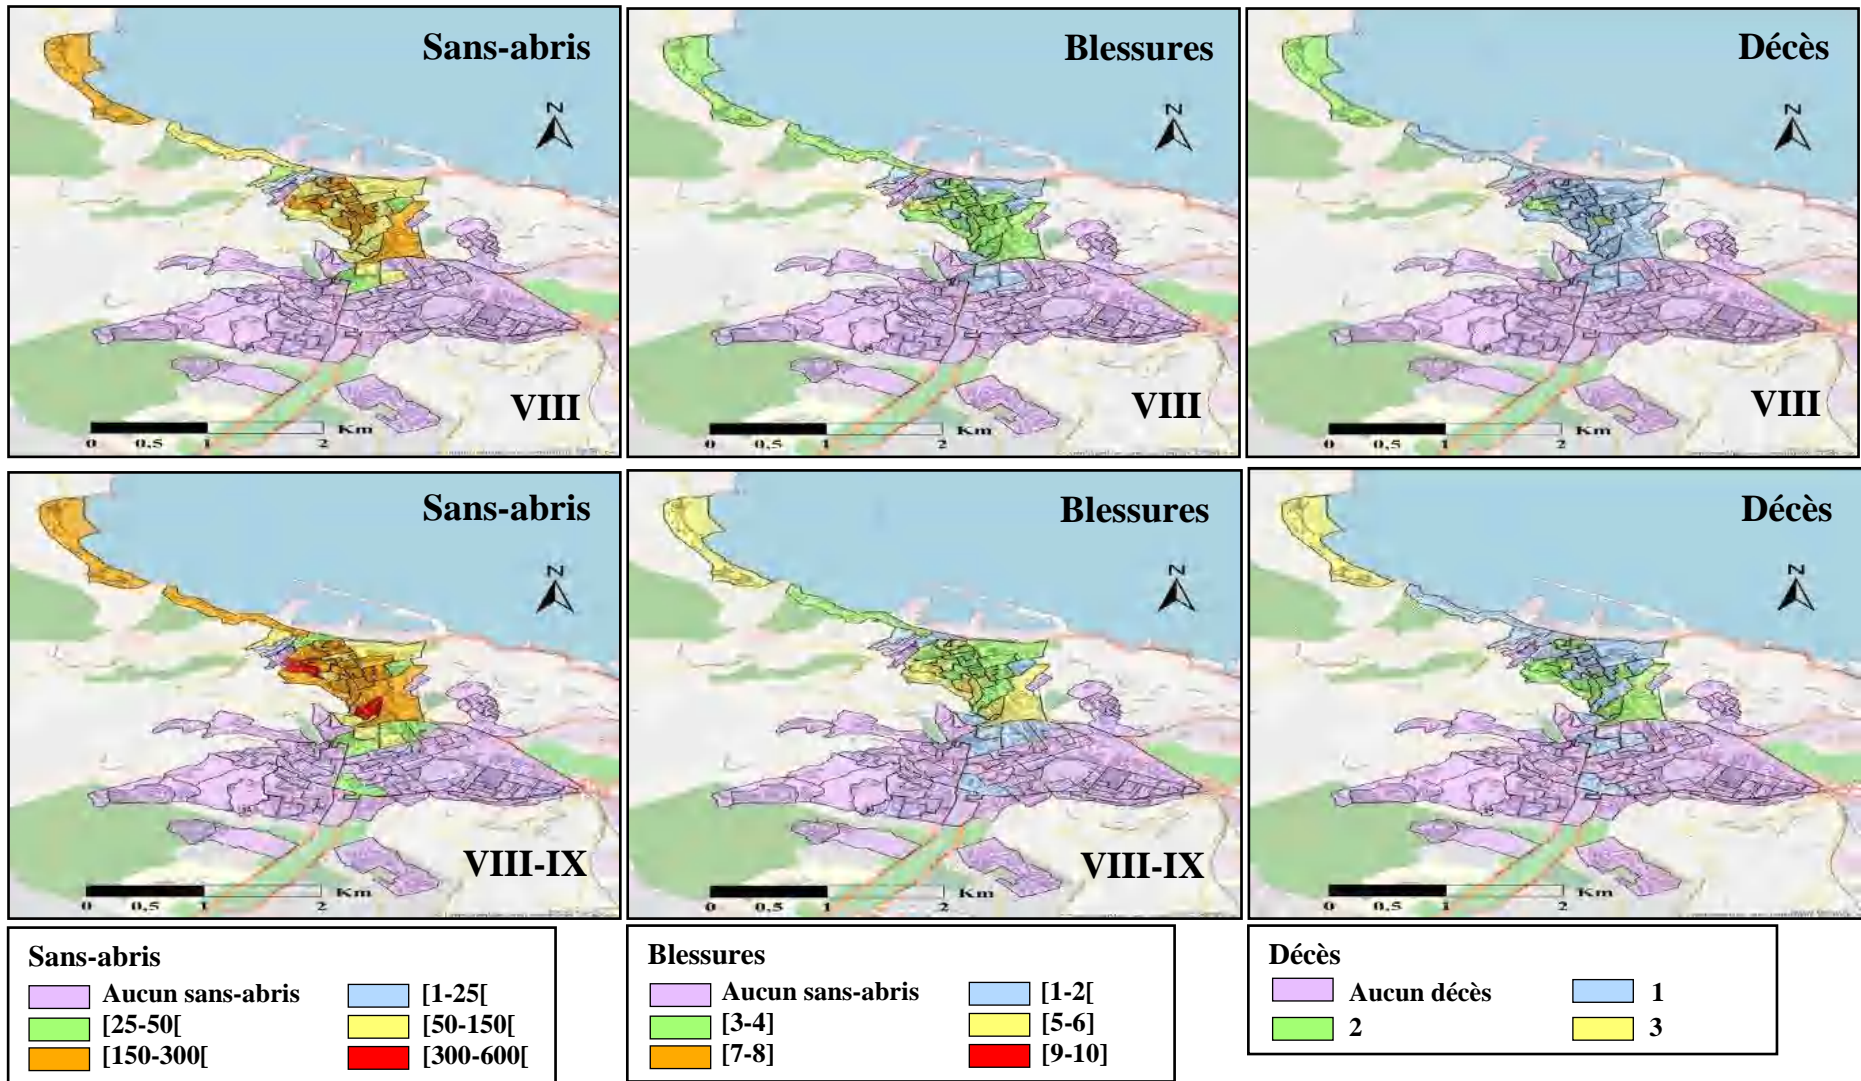 Sans-abris
N
VIII
0 0,5 1 2 Km
Blessures
N
VIII
0 0,5 1 2 Km
Décès
N
VIII
0 0,5 1 2 Km
Sans-abris
N
VIII-IX
0 0,5 1 2 Km
Blessures
N
VIII-IX
0 0,5 1 2 Km
Décès
N
0 0,5 1 2 Km
Sans-abris
Aucun sans-abris [1-25[
[25-50[ [50-150[
[150-300[ [300-600[
Blessures
Aucun sans-abris [1-2[
[3-4] [5-6]
[7-8] [9-10]
Décès
Aucun décès 1
2 3